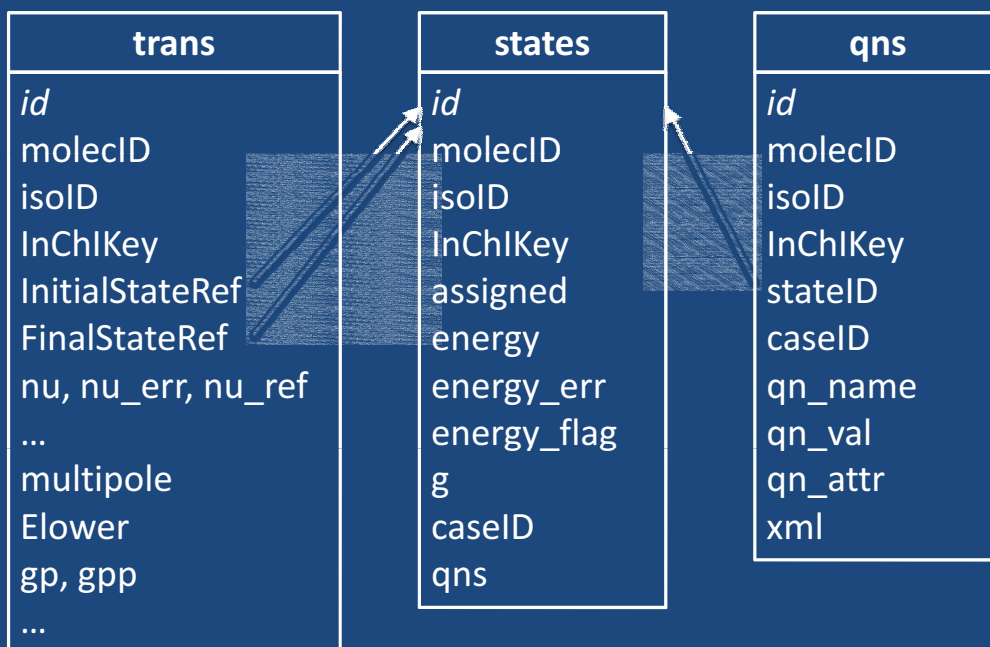 trans
id
molecID
isoID
InChIKey
InitialStateRef
FinalStateRef
nu, nu_err, nu_ref
...
multipole
Elower
gp, gpp
...
states
id
molecID
isoID
InChIKey
assigned
energy
energy_err
energy_flag
g
caseID
qns
qns
id
molecID
isoID
InChIKey
stateID
caseID
qn_name
qn_val
qn_attr
xml